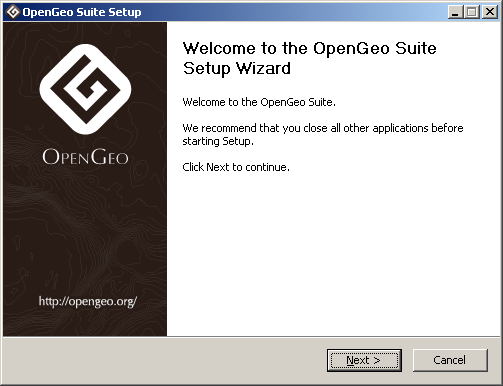 OpenGeo Suite Setup
Welcome to the OpenGeo Suite
Setup Wizard
Welcome to the OpenGeo Suite.
We recommend that you close all other applications before
starting Setup.
Click Next to continue.
OPENGEO
http://opengeo.org/
Next >
Cancel